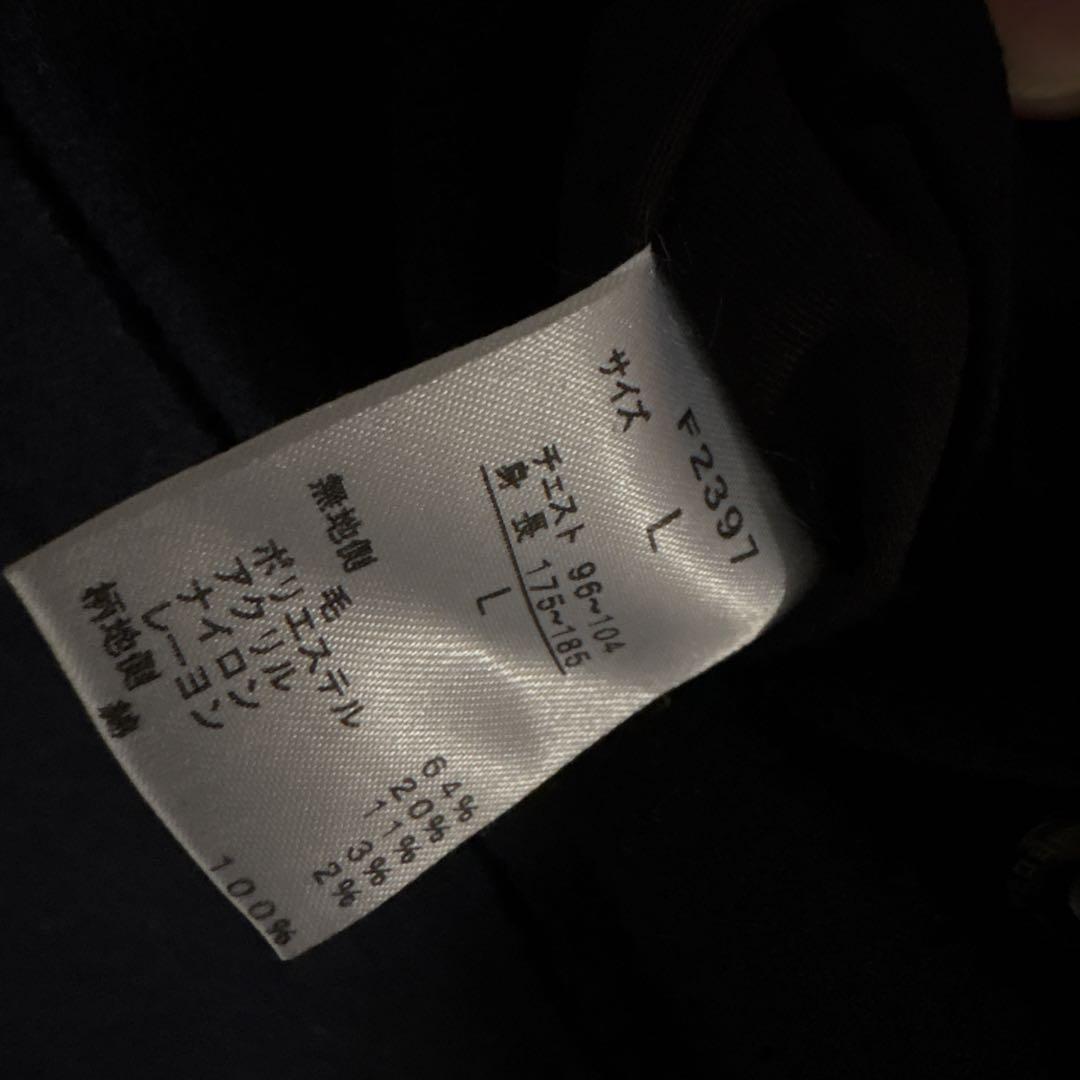 F2397
サイズ L
チェスト 96~104
身長 175~185
L
無地側 毛 64%
ポリエステル 20%
アクリル 11%
ナイロン 3%
レーヨン 2%
柄地側 綿 100%